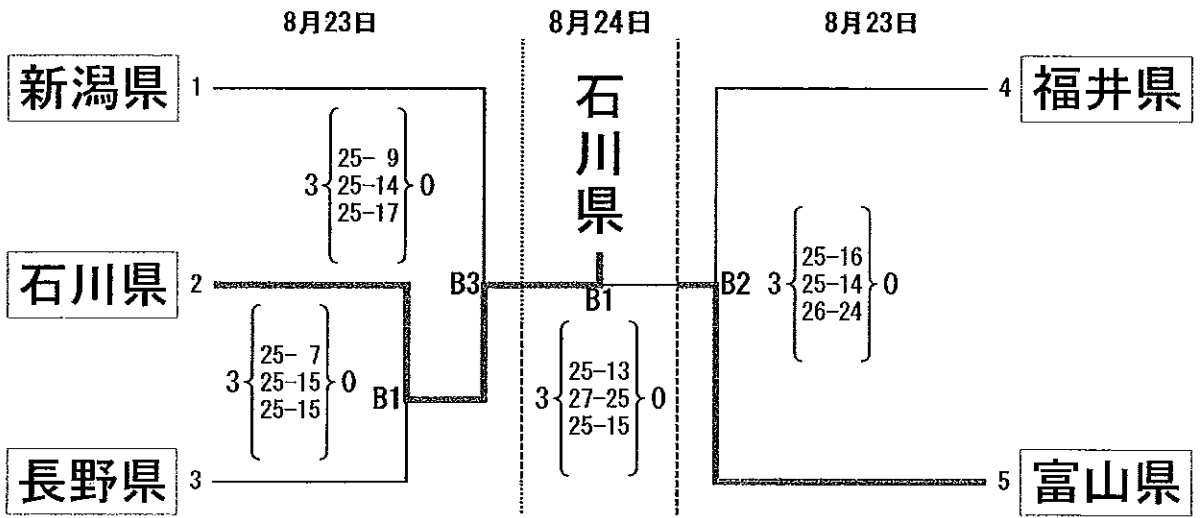 8月23日
8月24日
8月23日
新潟県 1
石川県
4 福井県
3 25- 9 0
25-14
25-17
石川県 2
B3
B1
B2
3 25-16 0
25-14
26-24
3 25- 7 0
25-15
25-15
B1
3 25-13 0
27-25
25-15
長野県 3
5 富山県